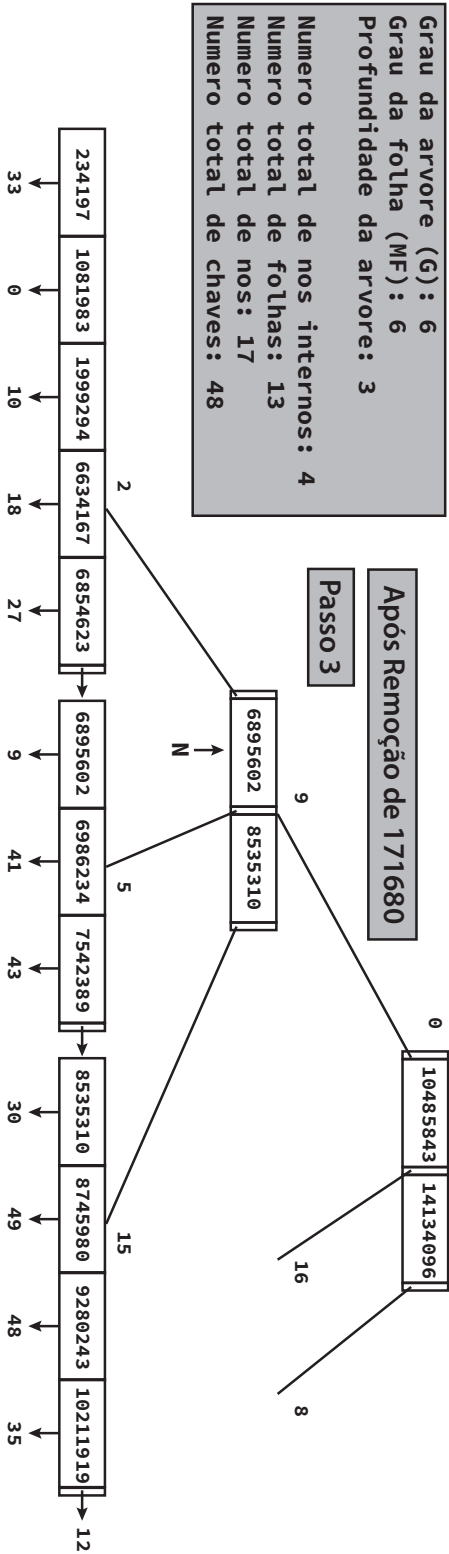 Grau da arvore (G): 6
Grau da folha (MF): 6
Profundidade da arvore: 3
Numero total de nos internos: 4
Numero total de folhas: 13
Numero total de nos: 17
Numero total de chaves: 48
Após Remoção de 171680
Passo 3
0
10485843 14134096
9 16 8
6895602 8535310
N
2 5 15
234197 1081983 1999294 6634167 6854623 6895602 6986234 7542389 8535310 8745980 9280243 10211919 12
33 0 10 18 27 9 41 43 30 49 48 35